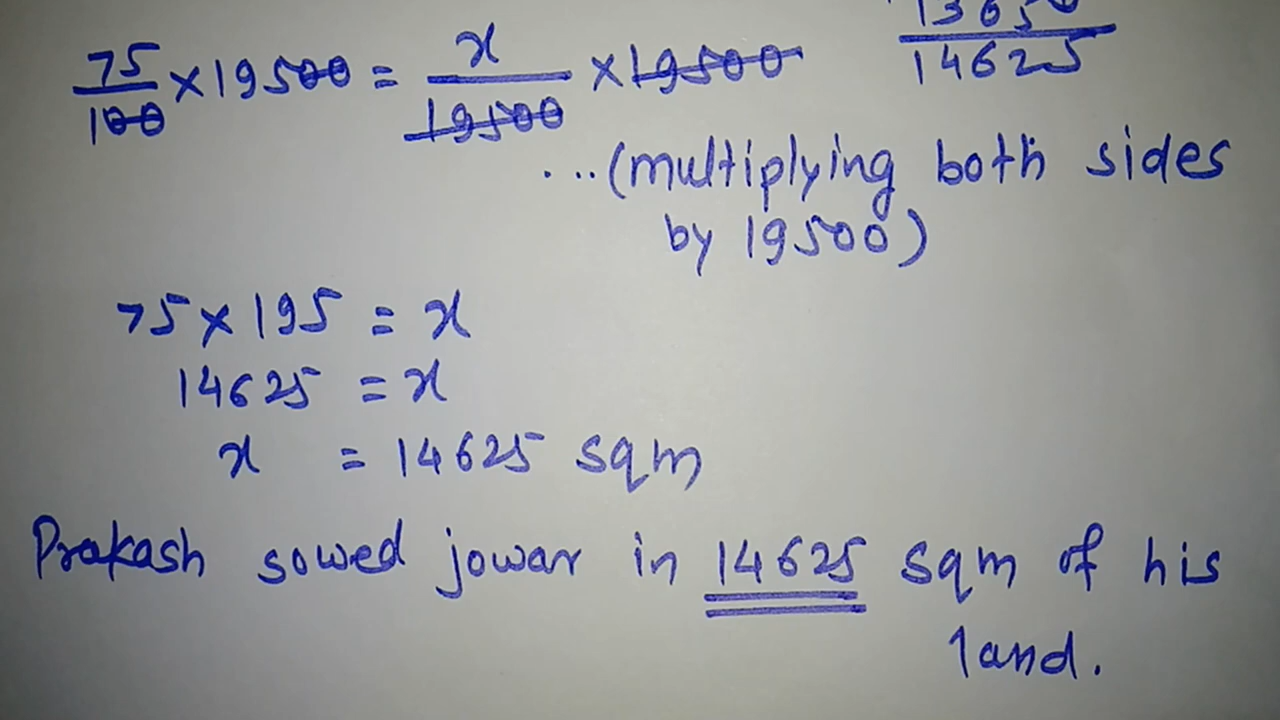 75/100 × 19500 = x/19500 × 19500
13650
14625
...(multiplying both sides
by 19500)
75 × 195 = x
14625 = x
x = 14625 sqm
Prakash sowed jowar in 14625 sqm of his
land.